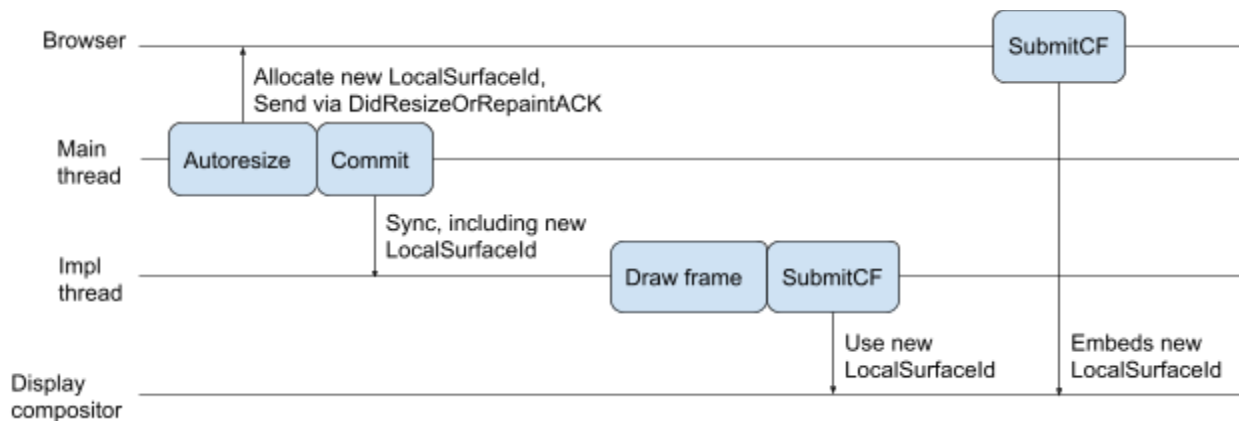 Browser
SubmitCF
Allocate new LocalSurfaceId,
Send via DidResizeOrRepaintACK
Main
thread
Autoresize
Commit
Sync, including new
LocalSurfaceId
Impl
thread
Draw frame
SubmitCF
Use new
LocalSurfaceId
Embeds new
LocalSurfaceId
Display
compositor